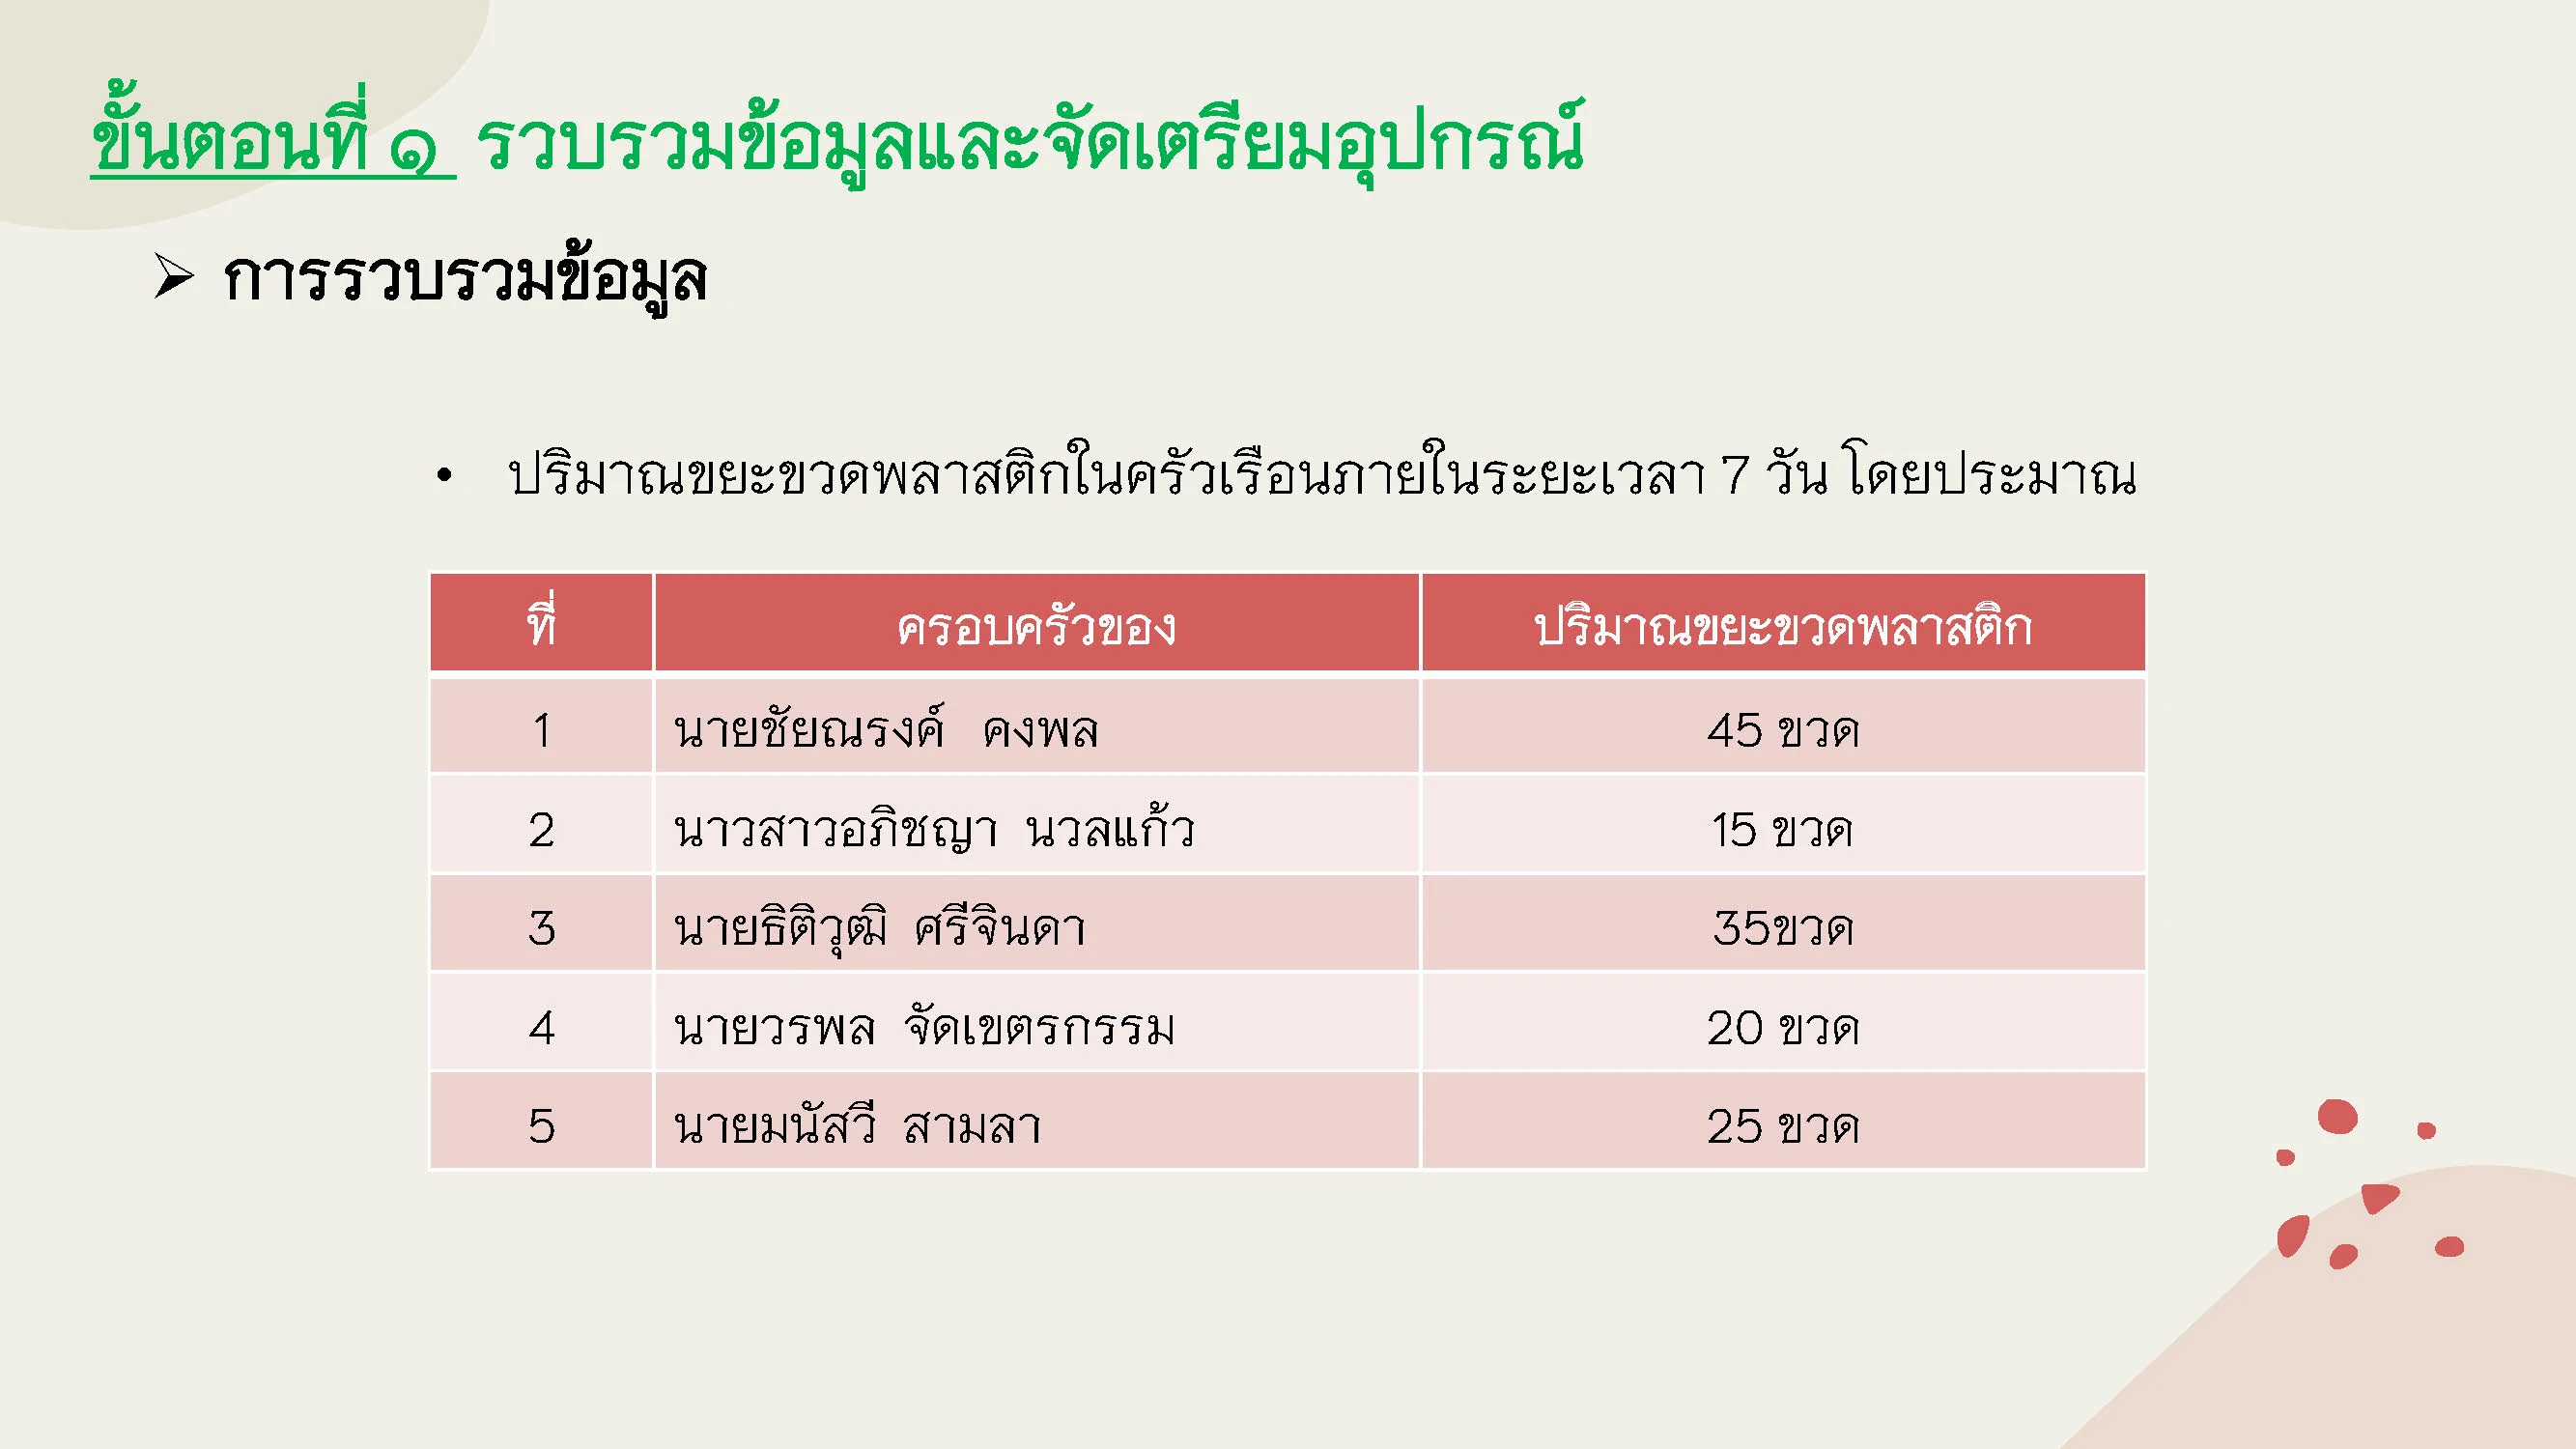 ขั้นตอนที่ ๑ รวบรวมข้อมูลและจัดเตรียมอุปกรณ์
➢ การรวบรวมข้อมูล
• ปริมาณขยะขวดพลาสติกในครัวเรือนภายในระยะเวลา 7 วัน โดยประมาณ
ที่ ครอบครัวของ ปริมาณขยะขวดพลาสติก
1 นายชัยณรงค์ คงพล 45 ขวด
2 นาวสาวอภิชญา นวลแก้ว 15 ขวด
3 นายธิติวุฒิ ศรีจินดา 35ขวด
4 นายวรพล จัดเขตรกรรม 20 ขวด
5 นายมนัสวี สามลา 25 ขวด